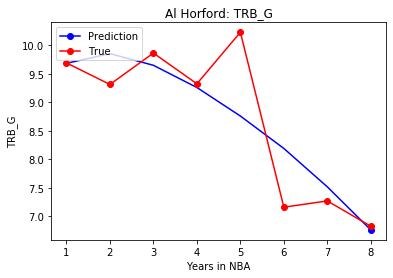 Al Horford: TRB_G
Prediction
True
10.0
9.5
9.0
8.5
8.0
7.5
7.0
TRB_G
1 2 3 4 5 6 7 8
Years in NBA